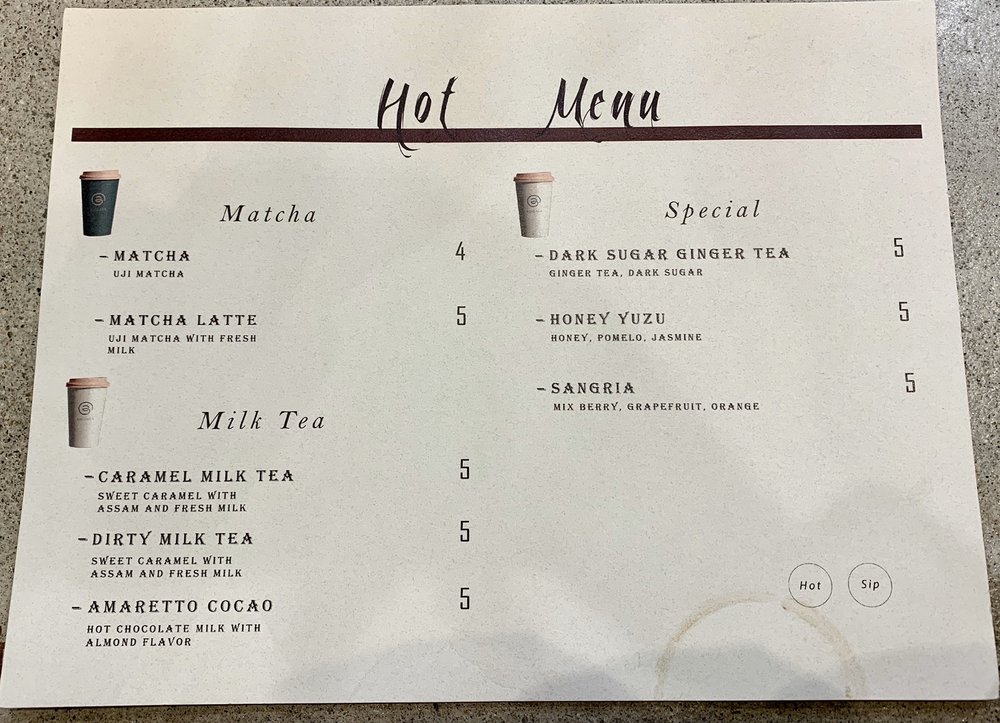 Hot Menu
Matcha
– MATCHA 4
UJI MATCHA
– MATCHA LATTE 5
UJI MATCHA WITH FRESH
MILK
Milk Tea
– CARAMEL MILK TEA 5
SWEET CARAMEL WITH
ASSAM AND FRESH MILK
– DIRTY MILK TEA 5
SWEET CARAMEL WITH
ASSAM AND FRESH MILK
– AMARETTO COCAO 5
HOT CHOCOLATE MILK WITH
ALMOND FLAVOR
Special
– DARK SUGAR GINGER TEA 5
GINGER TEA, DARK SUGAR
– HONEY YUZU 5
HONEY, POMELO, JASMINE
– SANGRIA 5
MIX BERRY, GRAPEFRUIT, ORANGE
Hot Sip